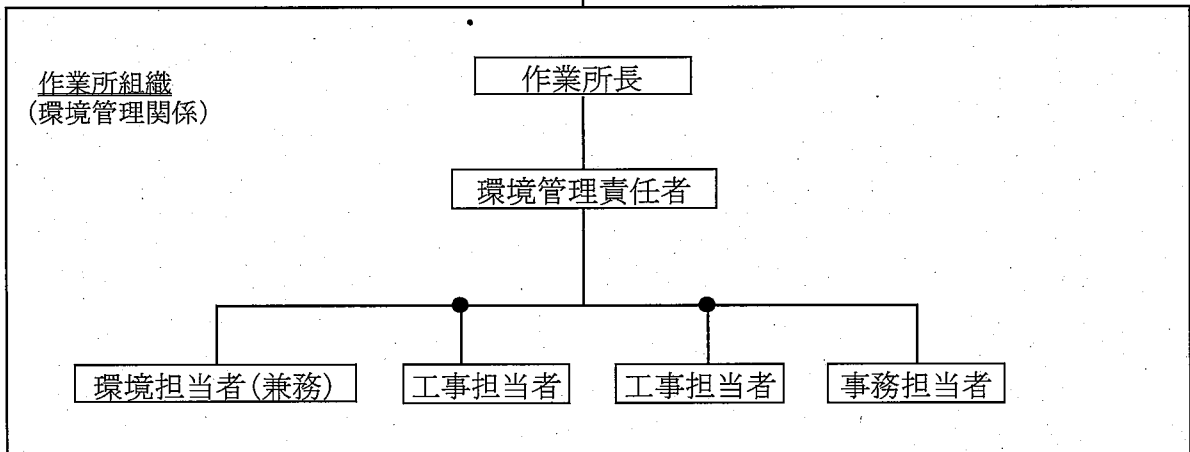 作業所組織
(環境管理関係)
作業所長
環境管理責任者
環境担当者(兼務)
工事担当者
工事担当者
事務担当者